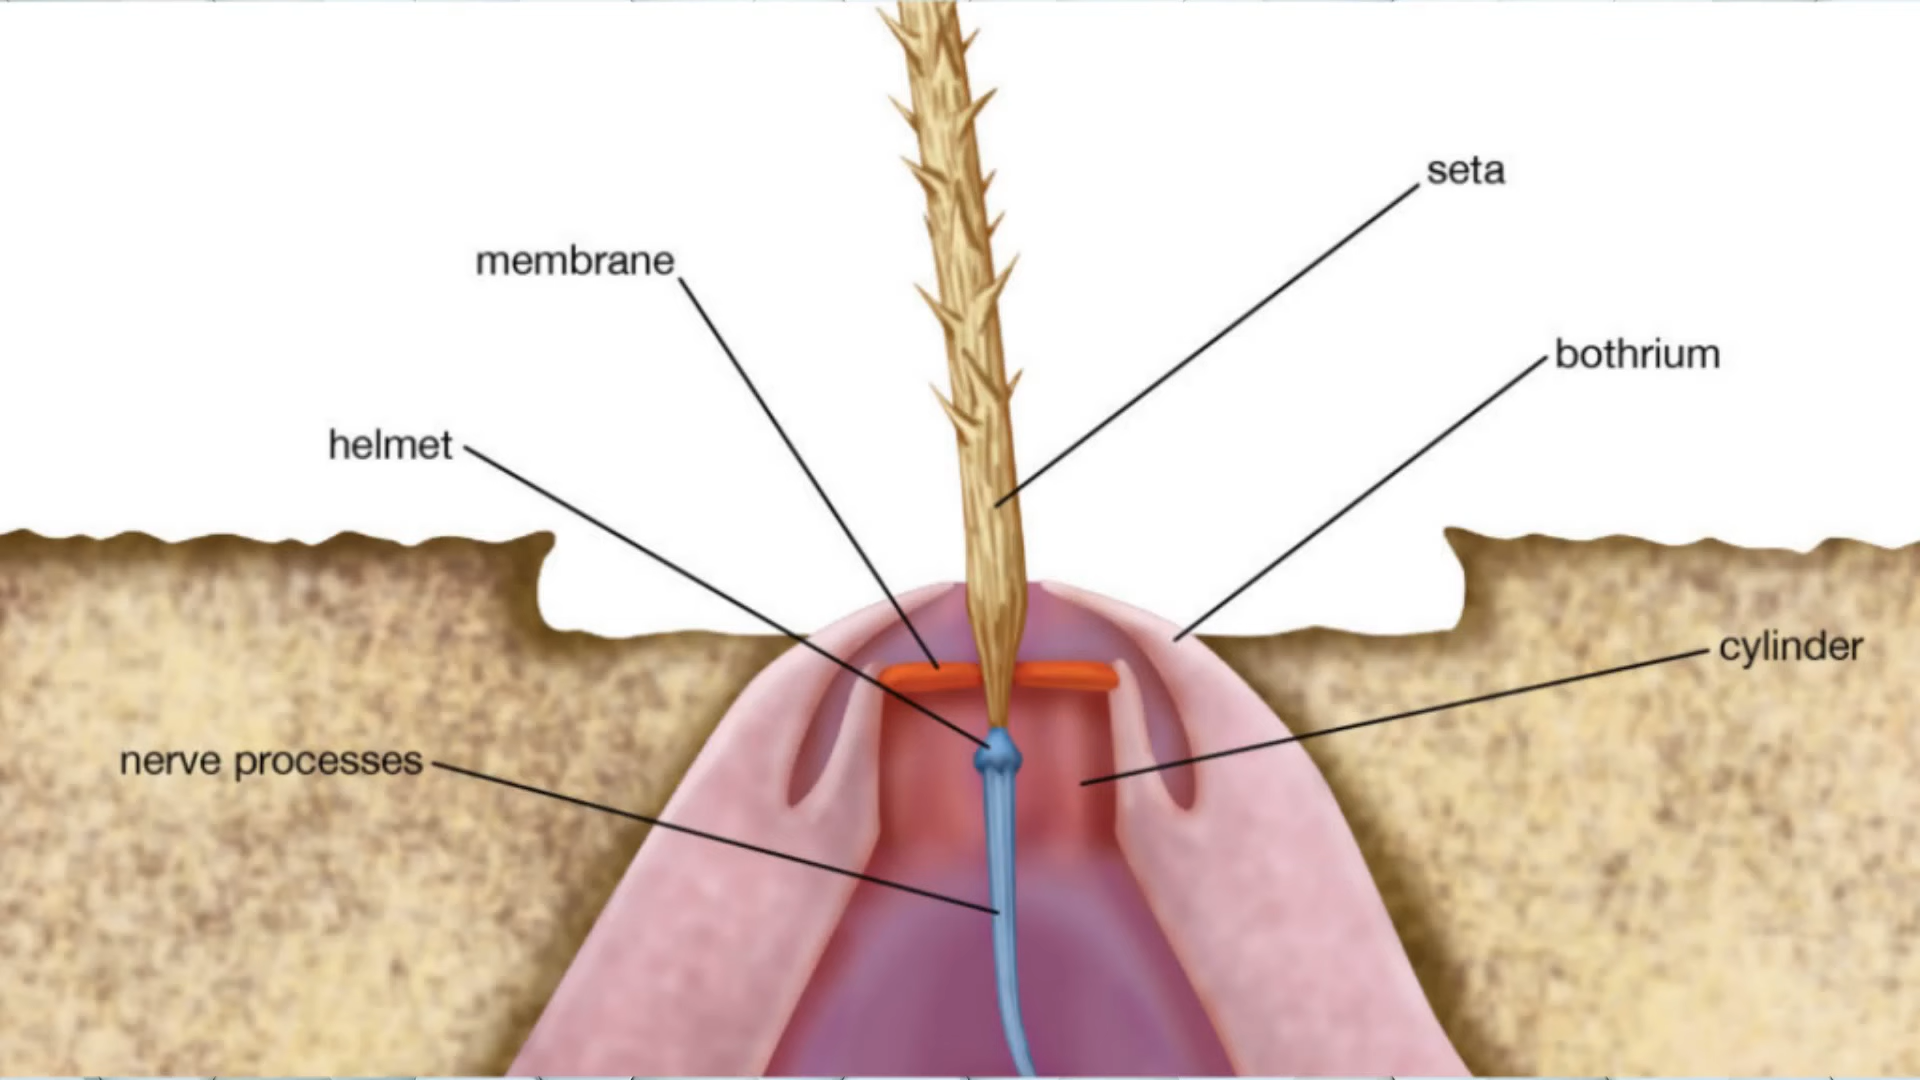 seta
membrane
bothrium
helmet
cylinder
nerve processes